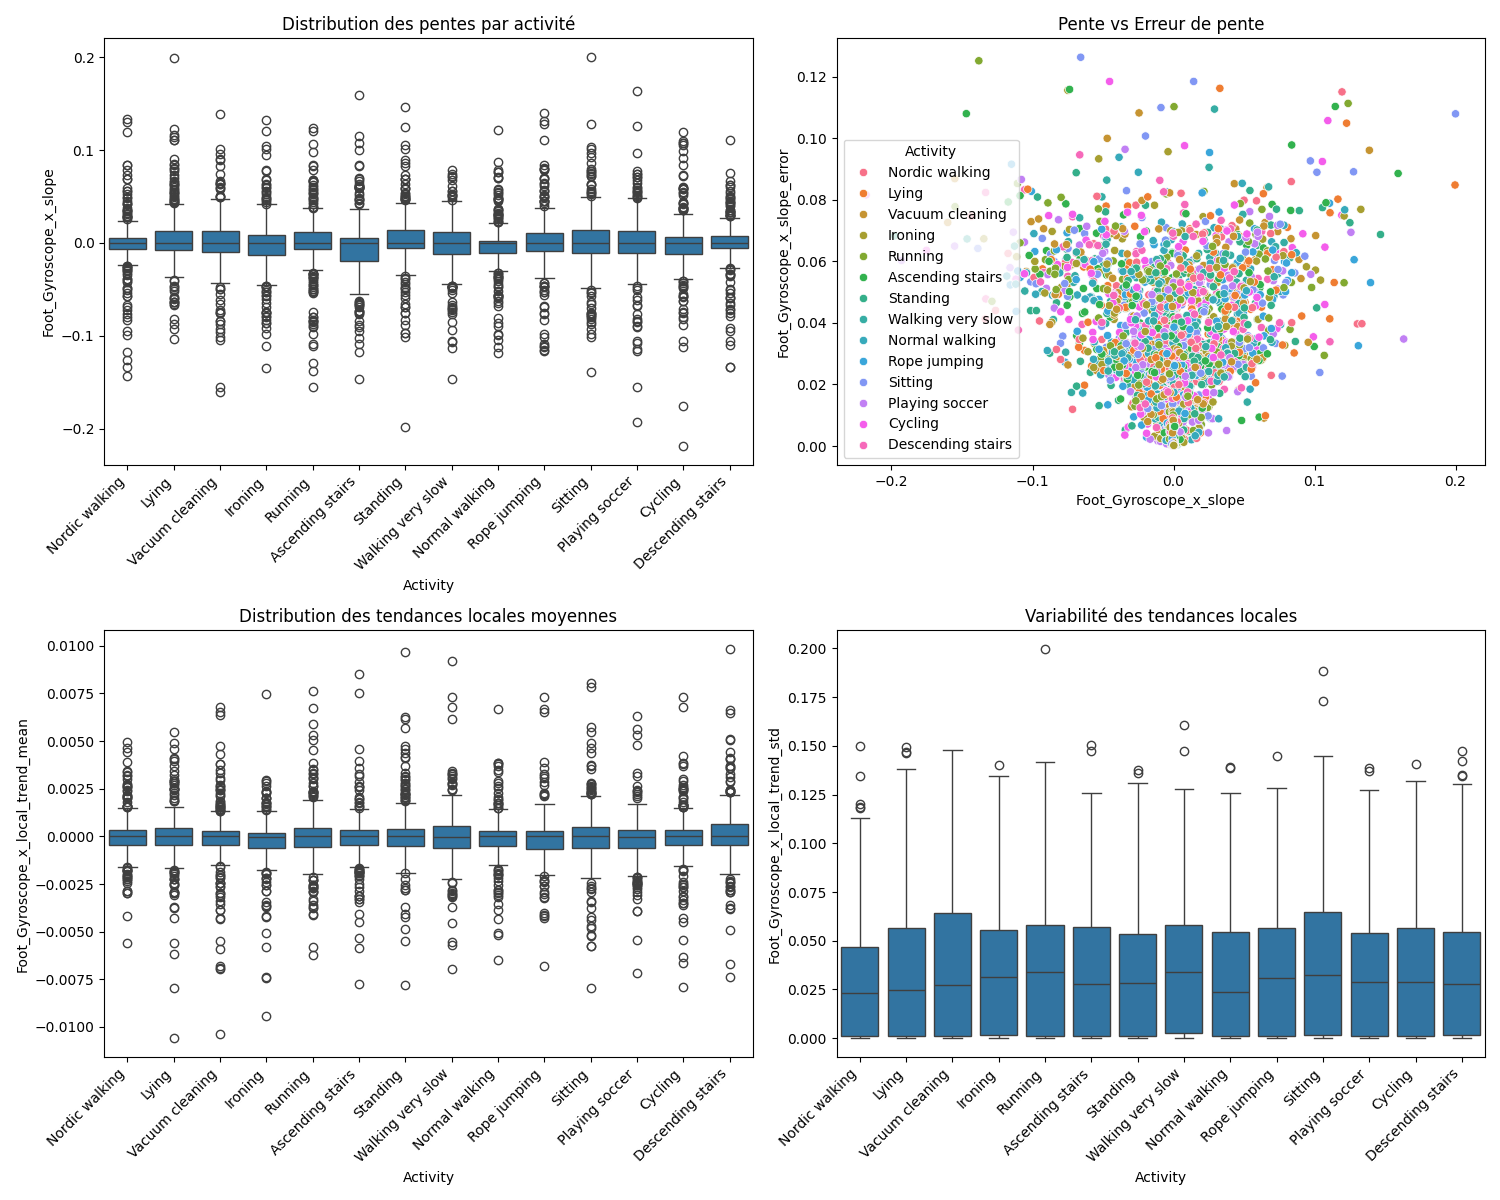 Distribution des pentes par activité
Foot_Gyroscope_x_slope
0.2
0.1
0.0
−0.1
−0.2
Nordic walking
Lying
Vacuum cleaning
Ironing
Running
Ascending stairs
Standing
Walking very slow
Normal walking
Rope jumping
Sitting
Playing soccer
Cycling
Descending stairs
Activity
Pente vs Erreur de pente
Foot_Gyroscope_x_slope_error
0.12
0.10
0.08
0.06
0.04
0.02
0.00
Activity
Nordic walking
Lying
Vacuum cleaning
Ironing
Running
Ascending stairs
Standing
Walking very slow
Normal walking
Rope jumping
Sitting
Playing soccer
Cycling
Descending stairs
−0.2
−0.1
0.0
0.1
0.2
Foot_Gyroscope_x_slope
Distribution des tendances locales moyennes
Foot_Gyroscope_x_local_trend_mean
0.0100
0.0075
0.0050
0.0025
0.0000
−0.0025
−0.0050
−0.0075
−0.0100
Nordic walking
Lying
Vacuum cleaning
Ironing
Running
Ascending stairs
Standing
Walking very slow
Normal walking
Rope jumping
Sitting
Playing soccer
Cycling
Descending stairs
Activity
Variabilité des tendances locales
Foot_Gyroscope_x_local_trend_std
0.200
0.175
0.150
0.125
0.100
0.075
0.050
0.025
0.000
Nordic walking
Lying
Vacuum cleaning
Ironing
Running
Ascending stairs
Standing
Walking very slow
Normal walking
Rope jumping
Sitting
Playing soccer
Cycling
Descending stairs
Activity